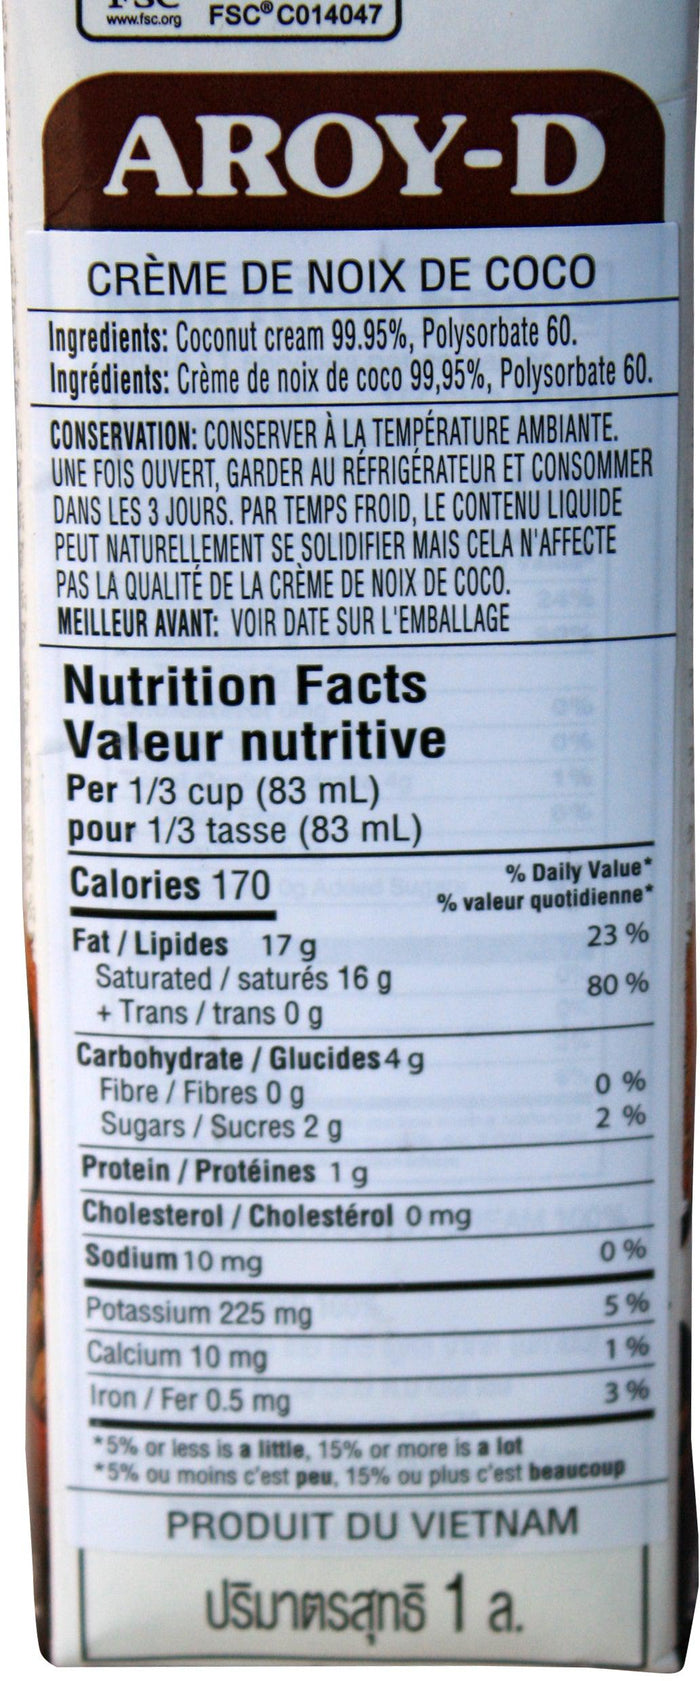 FSC
www.fsc.org FSC® C014047
AROY-D
CRÈME DE NOIX DE COCO
Ingredients: Coconut cream 99.95%, Polysorbate 60.
Ingrédients: Crème de noix de coco 99,95%, Polysorbate 60.
CONSERVATION: CONSERVER À LA TEMPÉRATURE AMBIANTE.
UNE FOIS OUVERT, GARDER AU RÉFRIGÉRATEUR ET CONSOMMER
DANS LES 3 JOURS. PAR TEMPS FROID, LE CONTENU LIQUIDE
PEUT NATURELLEMENT SE SOLIDIFIER MAIS CELA N'AFFECTE
PAS LA QUALITÉ DE LA CRÈME DE NOIX DE COCO.
MEILLEUR AVANT: VOIR DATE SUR L'EMBALLAGE
Nutrition Facts
Valeur nutritive
Per 1/3 cup (83 mL)
pour 1/3 tasse (83 mL)
Calories 170 % Daily Value*
% valeur quotidienne*
Fat / Lipides 17 g 23 %
Saturated / saturés 16 g 80 %
+ Trans / trans 0 g
Carbohydrate / Glucides 4 g
Fibre / Fibres 0 g 0 %
Sugars / Sucres 2 g 2 %
Protein / Protéines 1 g
Cholesterol / Cholestérol 0 mg
Sodium 10 mg 0 %
Potassium 225 mg 5 %
Calcium 10 mg 1 %
Iron / Fer 0.5 mg 3 %
*5% or less is a little, 15% or more is a lot
*5% ou moins c'est peu, 15% ou plus c'est beaucoup
PRODUIT DU VIETNAM
ปริมาตรสุทธิ 1 ล.